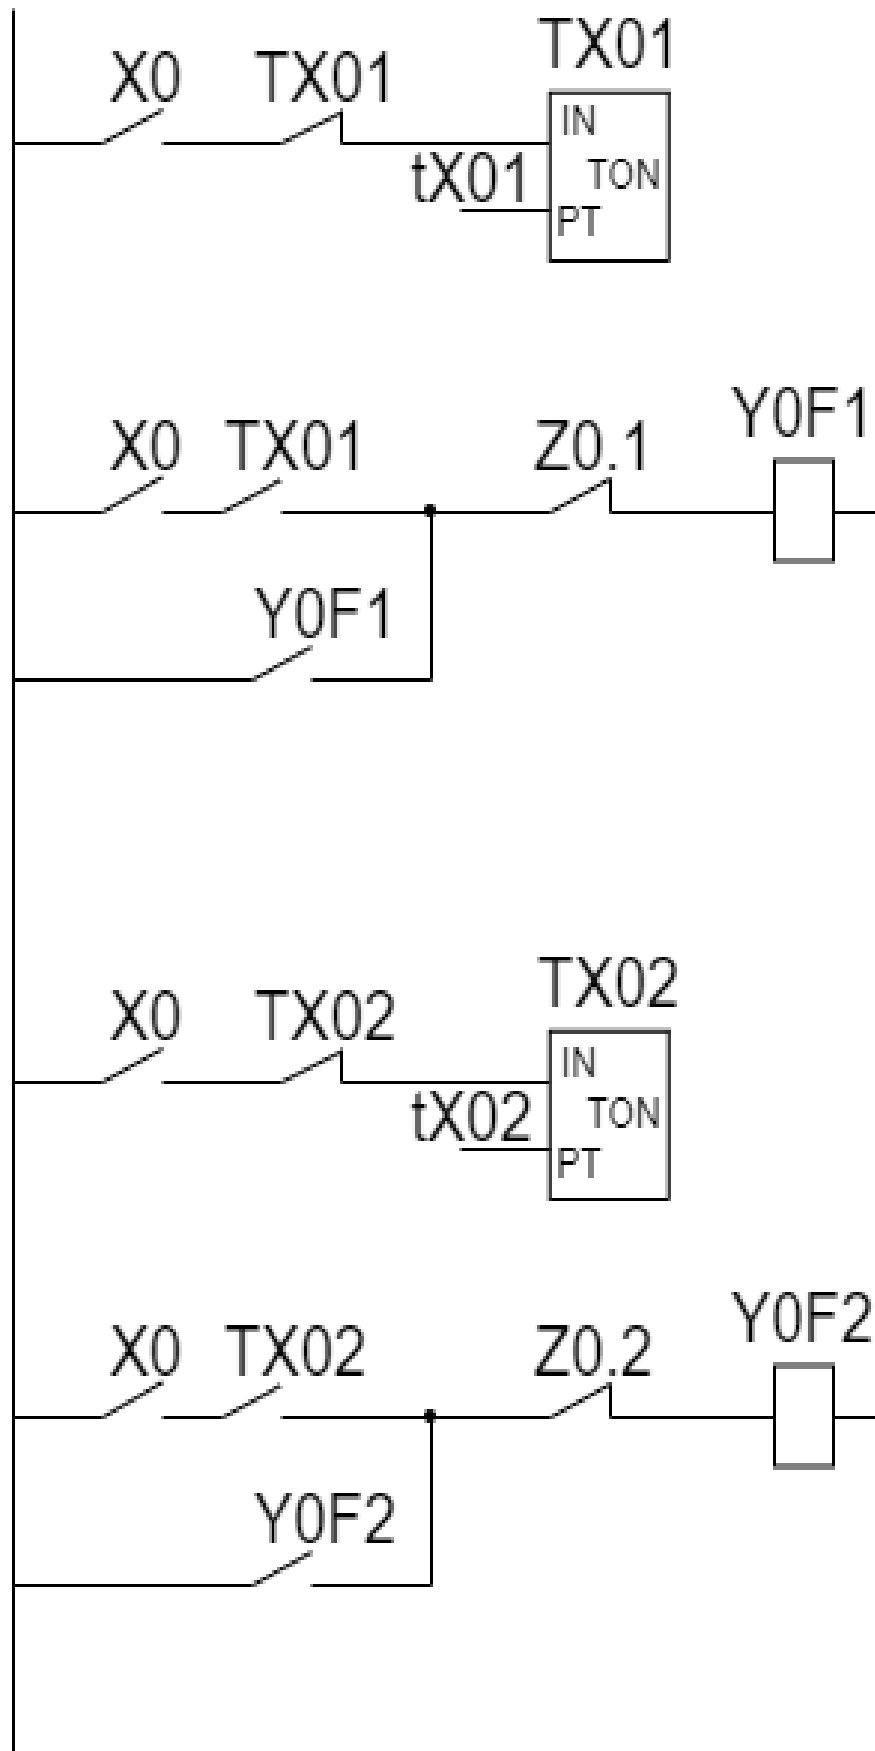 TX01
X0 TX01
IN
tX01 TON
PT
Y0F1
X0 TX01 Z0.1
Y0F1
TX02
X0 TX02
IN
tX02 TON
PT
Y0F2
X0 TX02 Z0.2
Y0F2